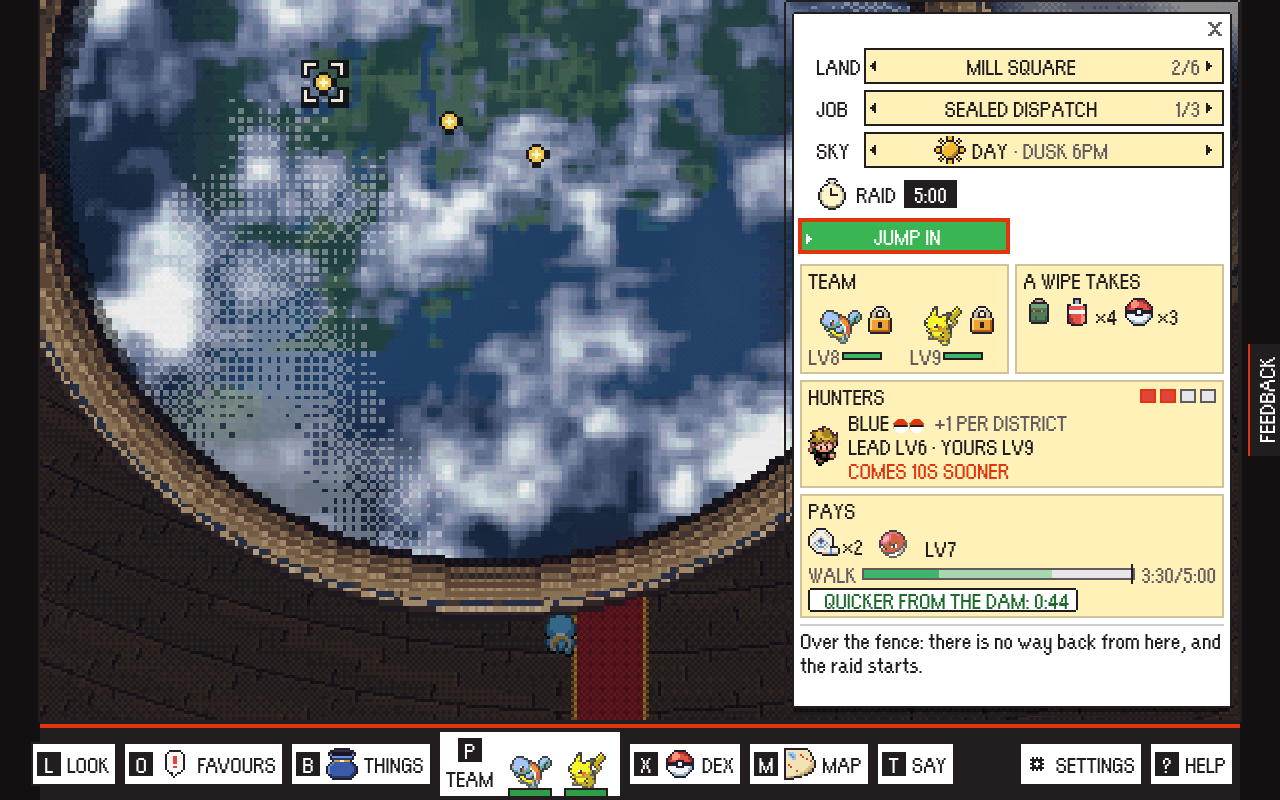 X
LAND MILL SQUARE 2/6
JOB SEALED DISPATCH 1/3
SKY DAY · DUSK 6PM
RAID 5:00
JUMP IN
TEAM
LV8 LV9
A WIPE TAKES
×4 ×3
HUNTERS
BLUE +1 PER DISTRICT
LEAD LV6 · YOURS LV9
COMES 10S SOONER
PAYS
×2 LV7
WALK 3:30/5:00
QUICKER FROM THE DAM: 0:44
Over the fence: there is no way back from here, and
the raid starts.
FEEDBACK
L LOOK
O FAVOURS
B THINGS
P TEAM
X DEX
M MAP
T SAY
SETTINGS
? HELP